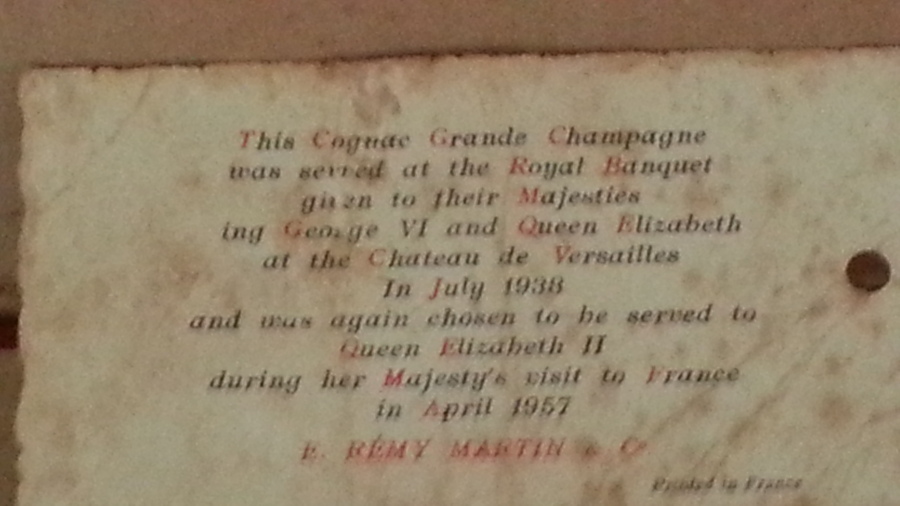 This Cognac Grande Champagne
was served at the Royal Banquet
given to their Majesties
ing George VI and Queen Elizabeth
at the Chateau de Versailles
In July 1938
and was again chosen to be served to
Queen Elizabeth II
during her Majesty's visit to France
in April 1957
E. RÉMY MARTIN & Cº
Printed in France